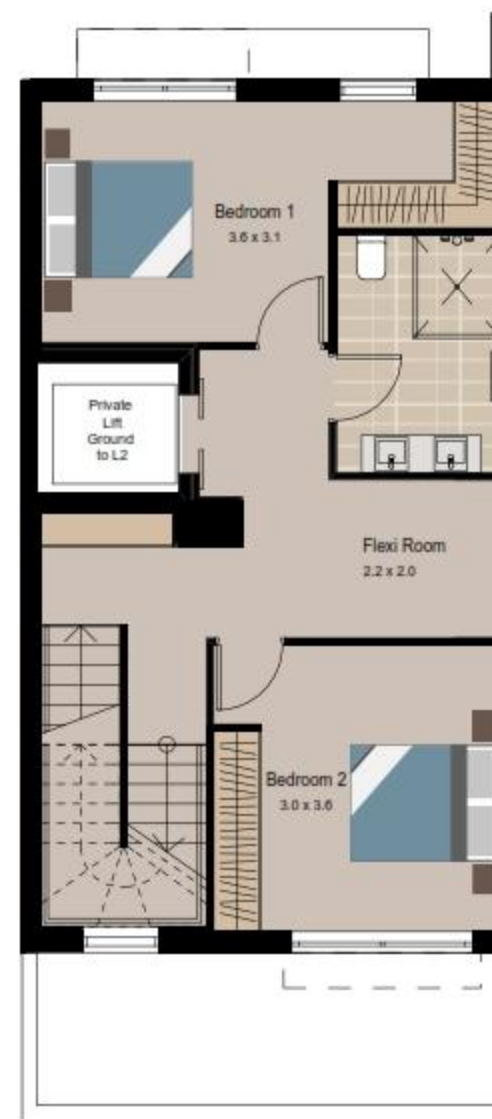 Bedroom 1
3.6 x 3.1
Private
Lift
Ground
to L2
Flexi Room
2.2 x 2.0
Bedroom 2
3.0 x 3.6